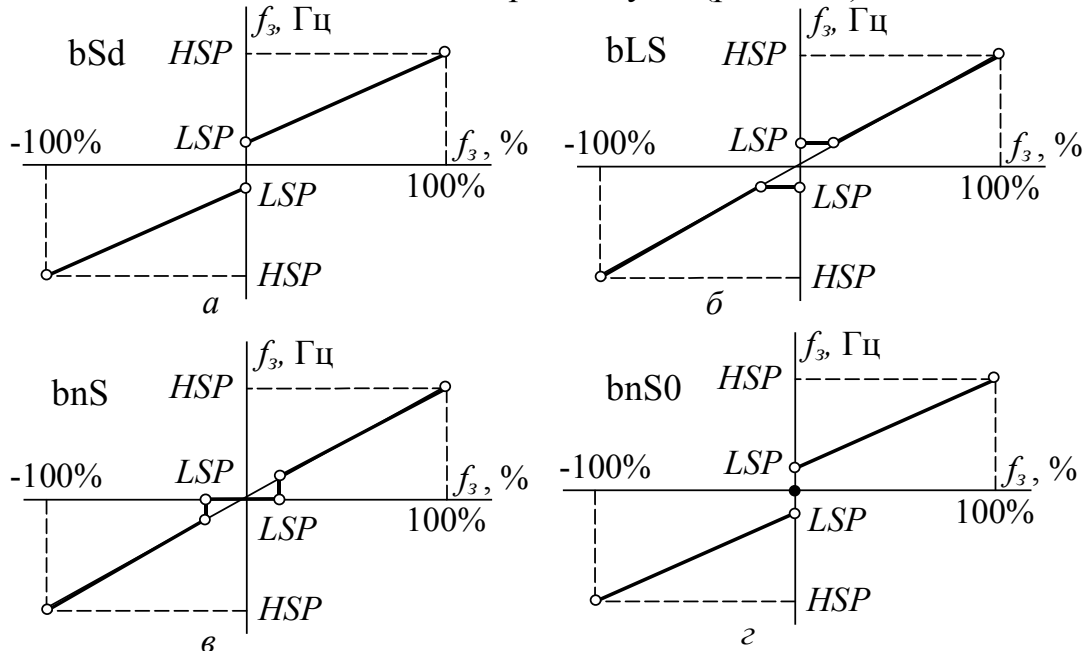 f₃, Гц
bSd
HSP
LSP
-100%
f₃, %
100%
LSP
HSP
а
f₃, Гц
bLS
HSP
LSP
-100%
f₃, %
100%
LSP
HSP
б
f₃, Гц
bnS
HSP
LSP
-100%
f₃, %
100%
LSP
HSP
в
f₃, Гц
bnS0
HSP
LSP
-100%
f₃, %
100%
LSP
HSP
г